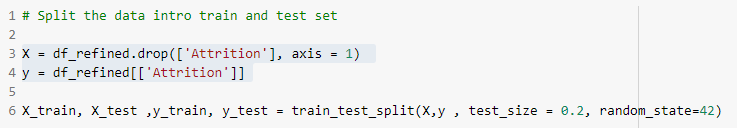 1 # Split the data intro train and test set
2
3 X = df_refined.drop(['Attrition'], axis = 1)
4 y = df_refined[['Attrition']]
5
6 X_train, X_test ,y_train, y_test = train_test_split(X,y , test_size = 0.2, random_state=42)